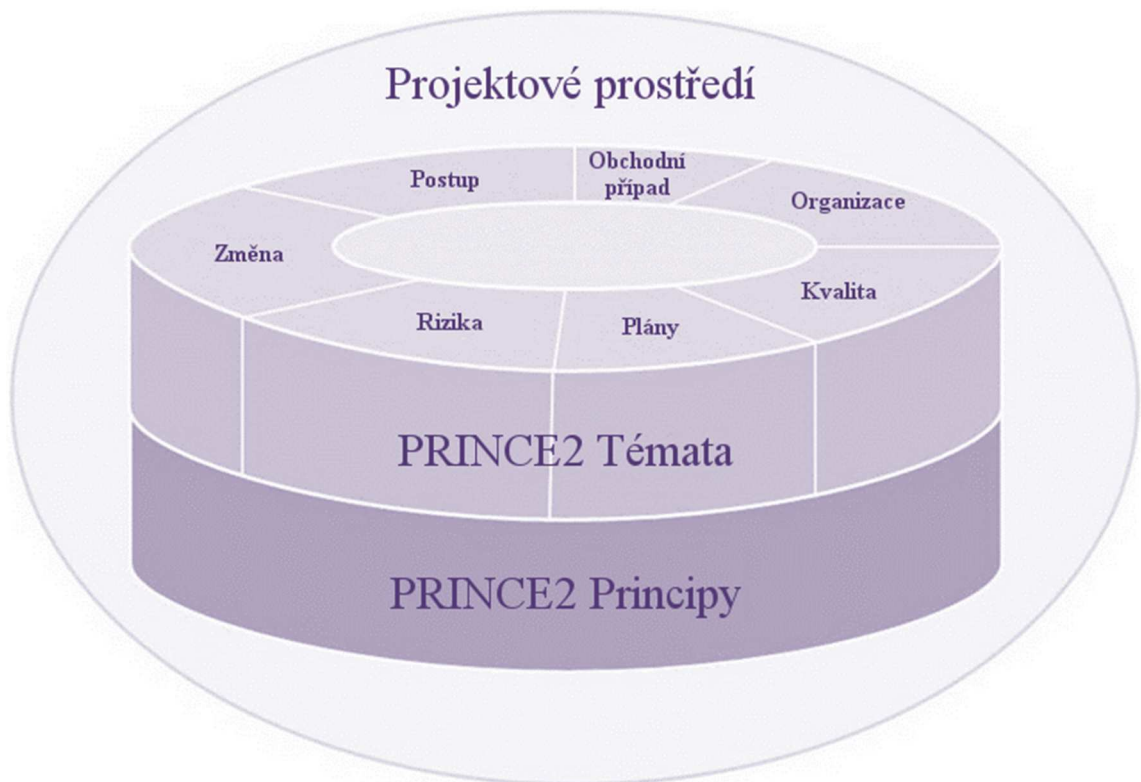 Projektové prostředí
Postup
Obchodní
případ
Organizace
Změna
Kvalita
Rizika
Plány
PRINCE2 Témata
PRINCE2 Principy